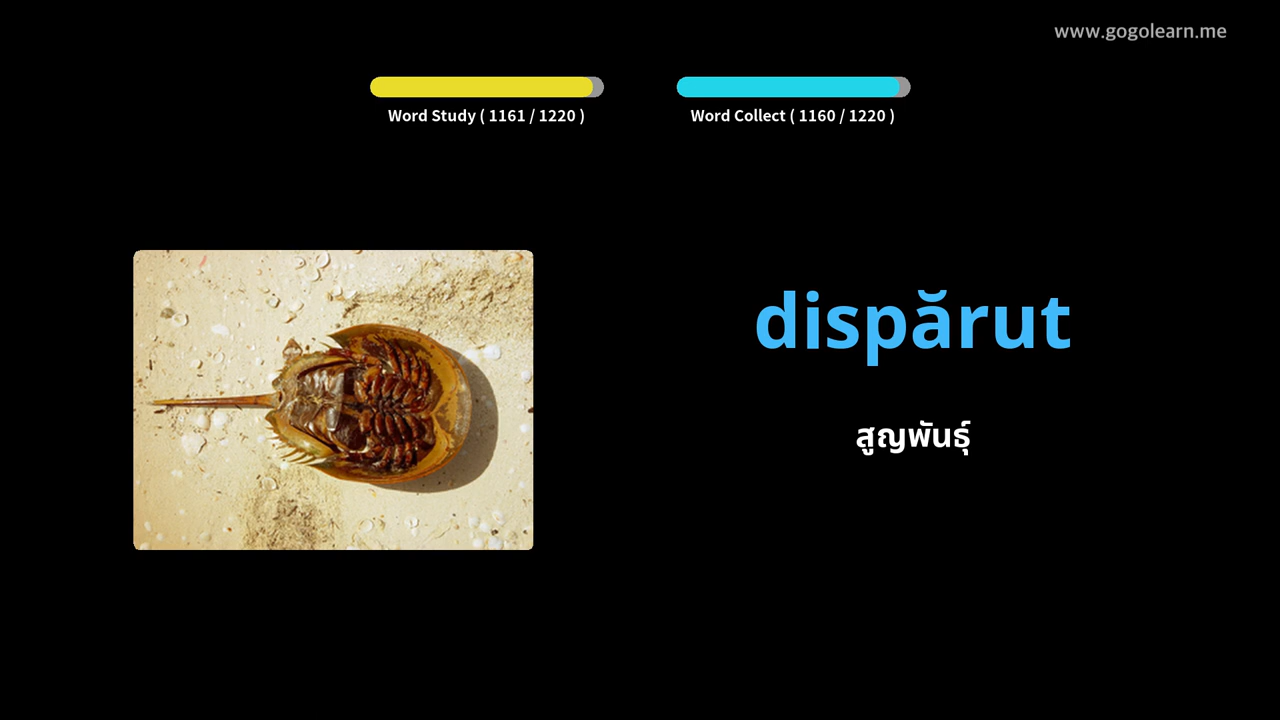 www.gogolearn.me
Word Study ( 1161 / 1220 )
Word Collect ( 1160 / 1220 )
dispărut
สูญพันธุ์